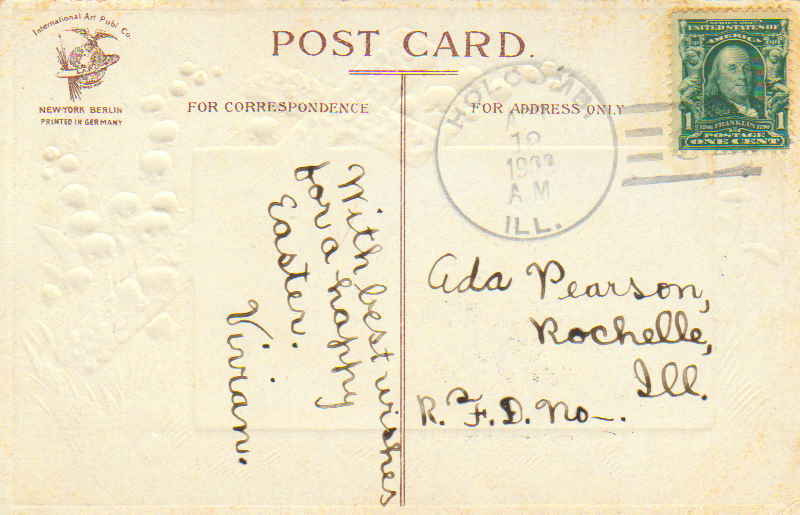 International Art Publ. Co.
NEW-YORK BERLIN
PRINTED IN GERMANY
POST CARD.
FOR CORRESPONDENCE
FOR ADDRESS ONLY
HOLCOMB
AM
ILL.
UNITED STATES OF
AMERICA
1 FRANKLIN 1
POSTAGE
ONE CENT
With best wishes
for a happy
Easter.
Vivian.
Ada Pearson,
Rochelle,
Ill.
R. F. D. No-.